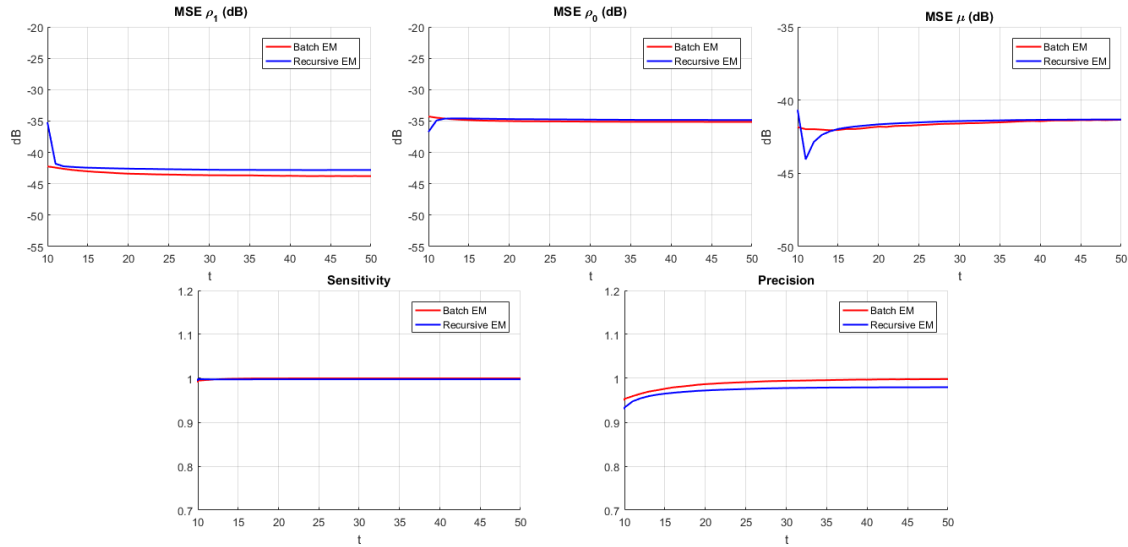 MSE ρ1 (dB)
-20
-25
-30
-35
-40
-45
-50
-55
dB
10 15 20 25 30 35 40 45 50
t
Batch EM
Recursive EM
MSE ρ0 (dB)
-20
-25
-30
-35
-40
-45
-50
-55
dB
10 15 20 25 30 35 40 45 50
t
Batch EM
Recursive EM
MSE μ (dB)
-35
-40
-45
-50
dB
10 15 20 25 30 35 40 45 50
t
Batch EM
Recursive EM
Sensitivity
1.2
1.1
1
0.9
0.8
0.7
10 15 20 25 30 35 40 45 50
t
Batch EM
Recursive EM
Precision
1.2
1.1
1
0.9
0.8
0.7
10 15 20 25 30 35 40 45 50
t
Batch EM
Recursive EM